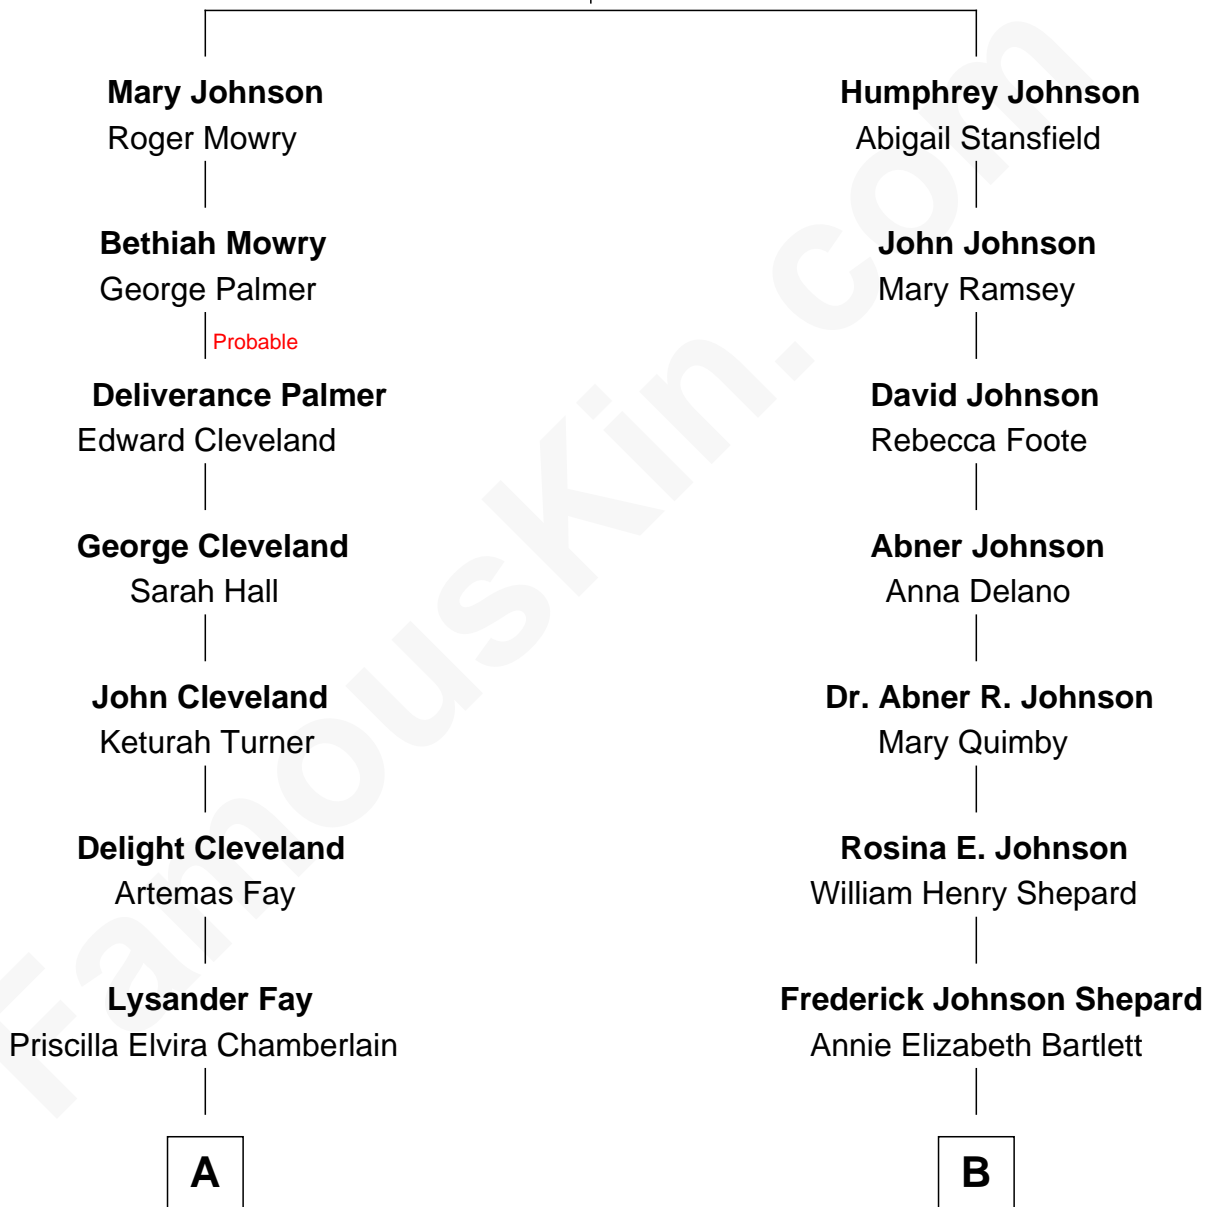 Mary Johnson
Roger Mowry
Humphrey Johnson
Abigail Stansfield
Bethiah Mowry
George Palmer
John Johnson
Mary Ramsey
Probable
Deliverance Palmer
Edward Cleveland
David Johnson
Rebecca Foote
George Cleveland
Sarah Hall
Abner Johnson
Anna Delano
John Cleveland
Keturah Turner
Dr. Abner R. Johnson
Mary Quimby
Delight Cleveland
Artemas Fay
Rosina E. Johnson
William Henry Shepard
Lysander Fay
Priscilla Elvira Chamberlain
Frederick Johnson Shepard
Annie Elizabeth Bartlett
A
B
FamousKin.com